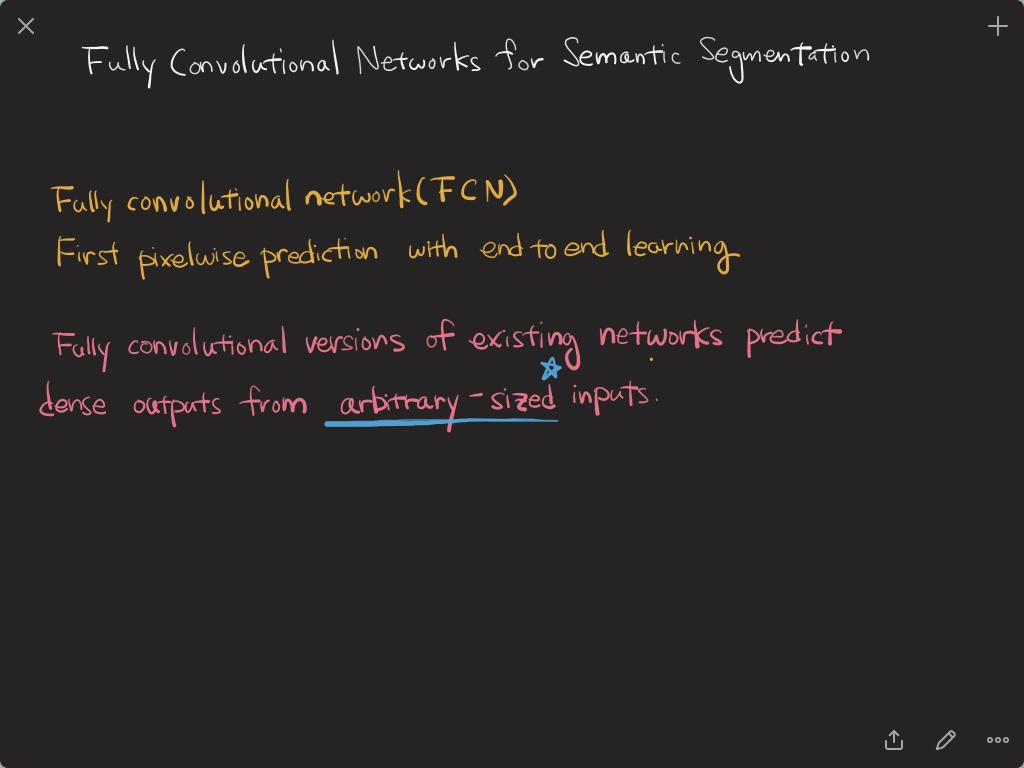 Fully Convolutional Networks for Semantic Segmentation
Fully convolutional network(FCN)
First pixelwise prediction with end to end learning
Fully convolutional versions of existing networks predict
dense outputs from arbitrary-sized inputs.